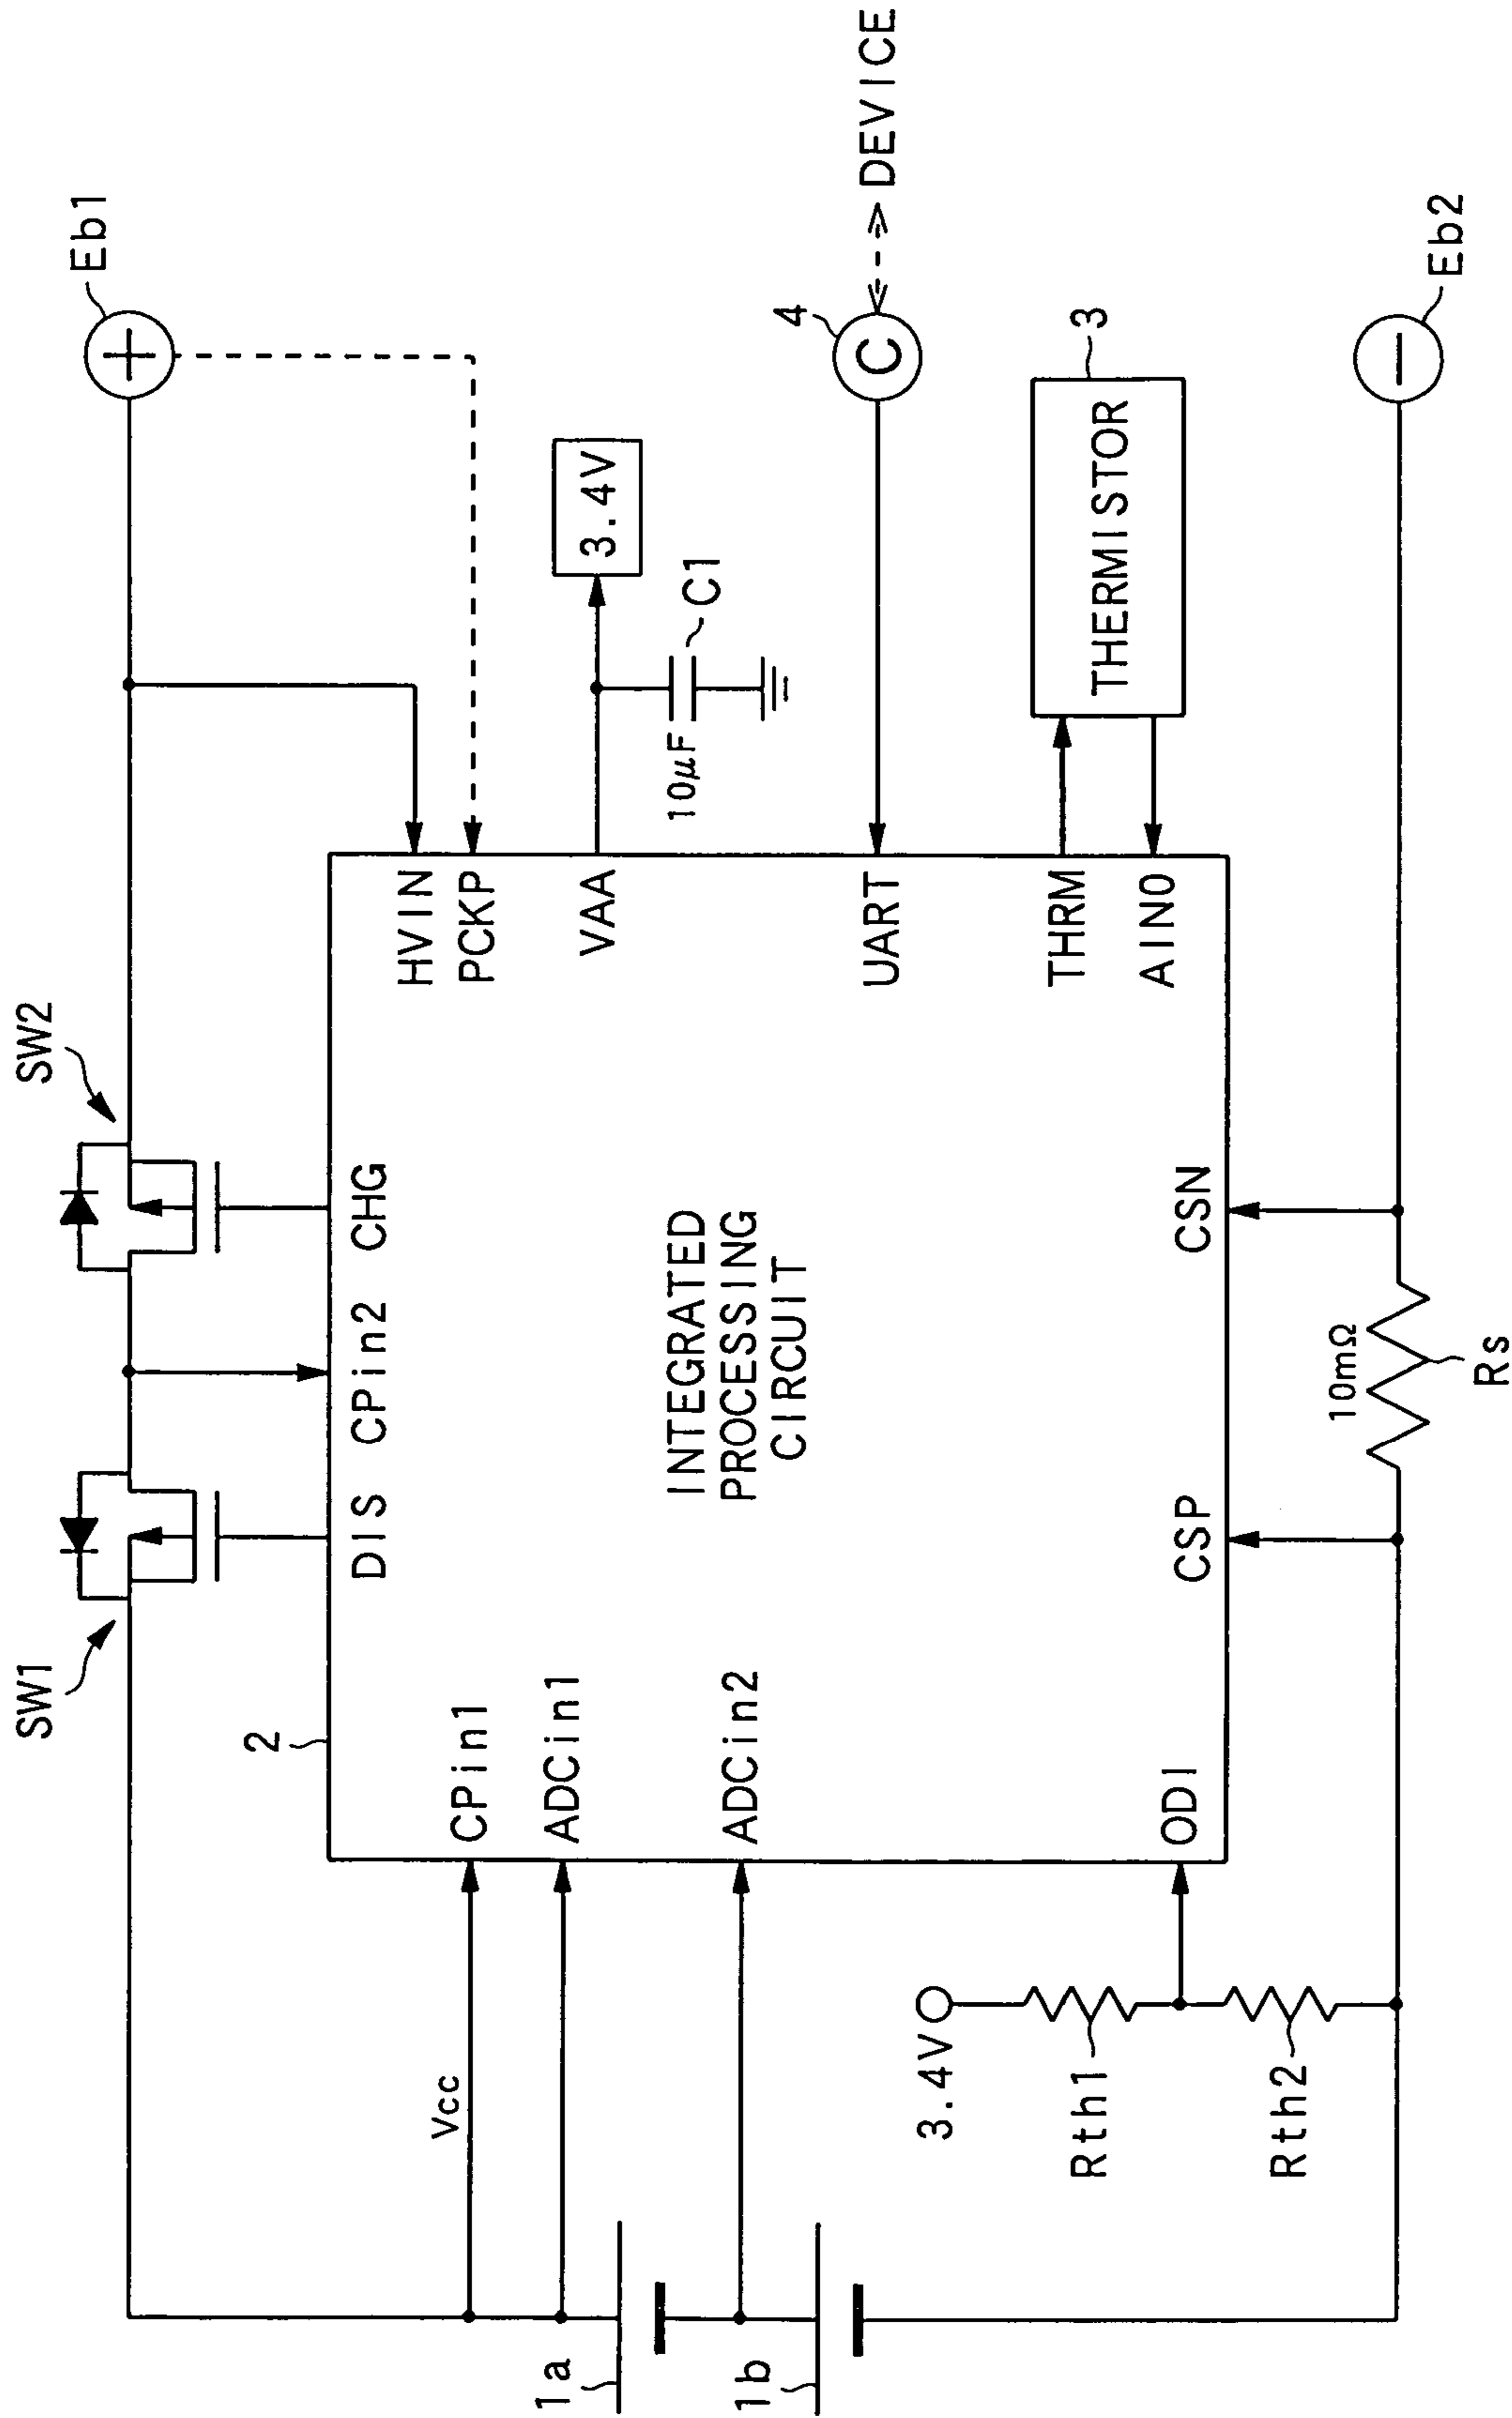 SW1
SW2
Eb1
2
DIS
CPin2
CHG
CPin1
HVIN
Vcc
PCKP
ADCin1
3.4V
VAA
1a
10μF
C1
INTEGRATED
PROCESSING
CIRCUIT
ADCin2
1b
4
C
UART
DEVICE
3.4V
Rth1
THRM
THERMISTOR
3
ODI
AIN0
CSP
CSN
Rth2
10mΩ
Rs
Eb2